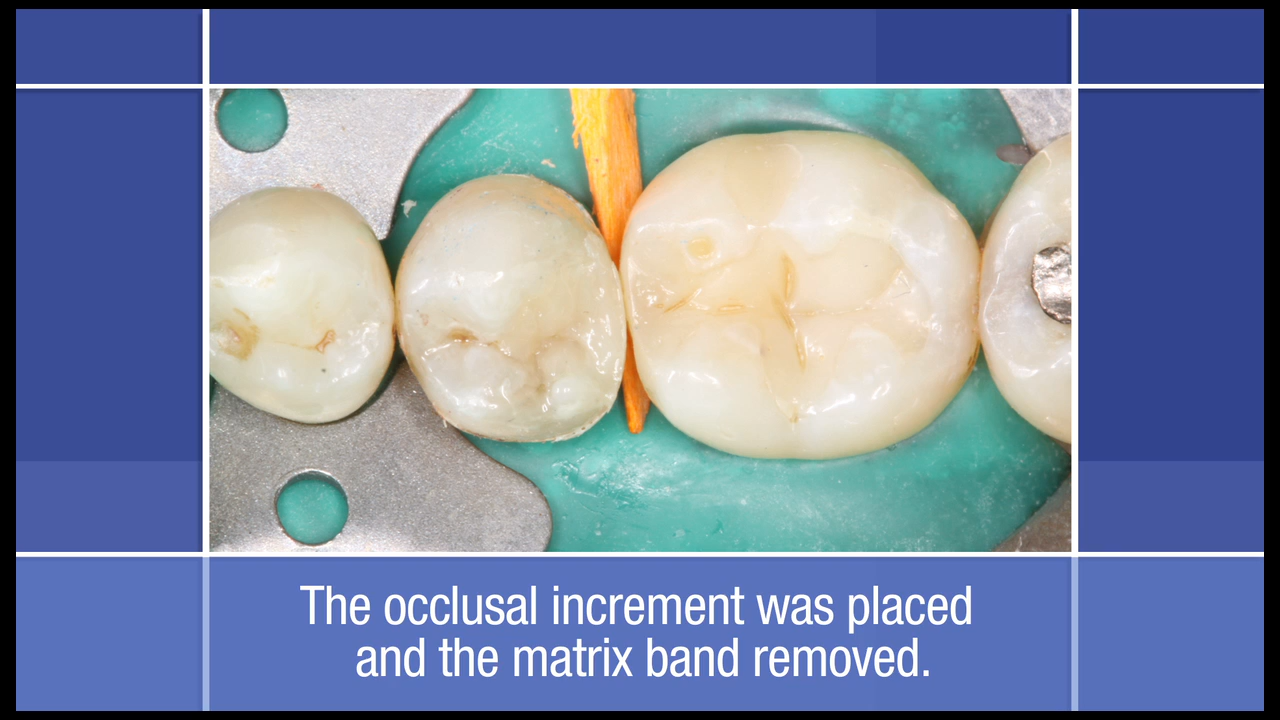 The occlusal increment was placed
and the matrix band removed.